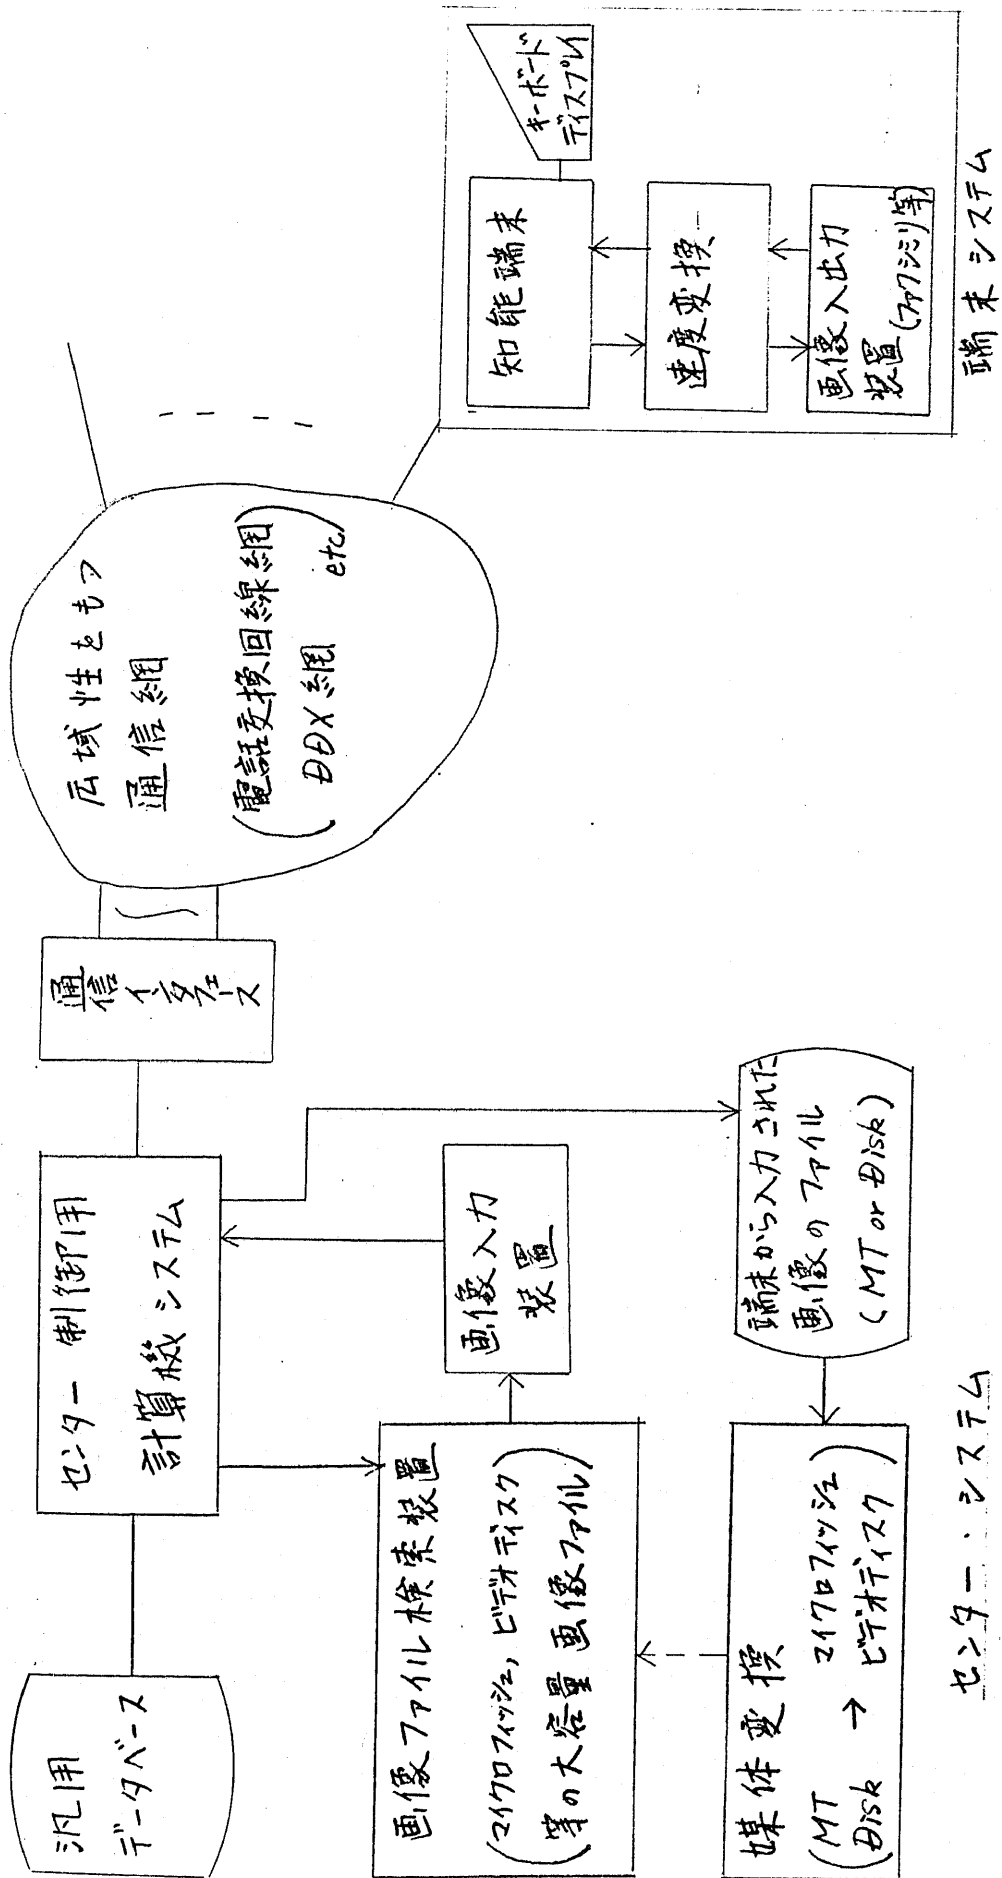 汎用
データベース
センター制御用
計算機システム
通信
インタ
フェー
ス
広域性をもつ
通信網
(電話交換回線網)
(DDX網 etc)
画像ファイル検索装置
(マイクロフィッシュ, ビデオディスク)
(等の大容量画像ファイル)
画像入力
装置
媒体変換
(MT マイクロフィッシュ)
(Disk → ビデオディスク)
端末から入力された
画像のファイル
(MT or Disk)
センター・システム
知能端末
キーボード
ディスプレイ
速度変換
画像入出力
装置(ファクシミリ等)
端末システム